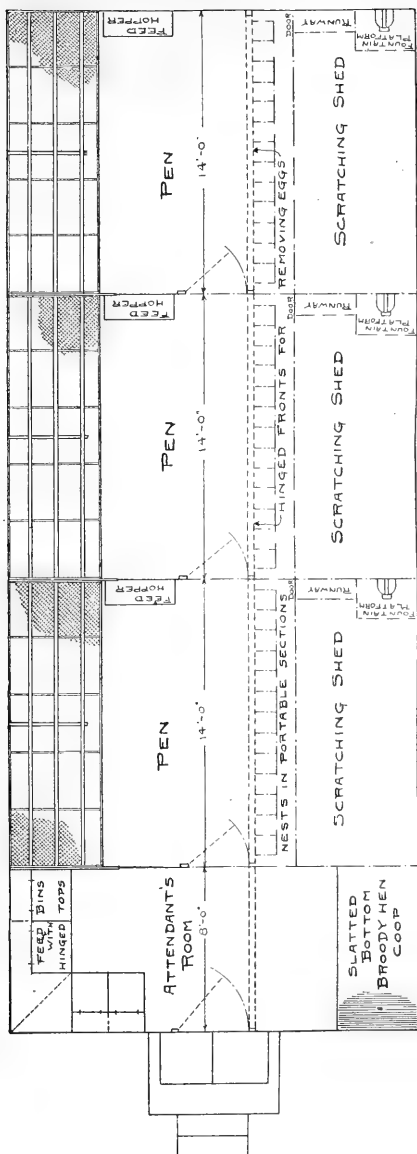 FEED
HOPPER
PEN
14'-0"
DOOR
RUNWAY
FOUNTAIN
PLATFORM
SCRATCHING SHED
FEED
HOPPER
PEN
14'-0"
HINGED FRONTS FOR REMOVING EGGS
DOOR
RUNWAY
FOUNTAIN
PLATFORM
SCRATCHING SHED
FEED
HOPPER
PEN
14'-0"
NESTS IN PORTABLE SECTIONS
DOOR
RUNWAY
FOUNTAIN
PLATFORM
SCRATCHING SHED
FEED BINS
WITH
HINGED TOPS
ATTENDANT'S
ROOM
8'-0"
SLATTED
BOTTOM
BROODY HEN
COOP